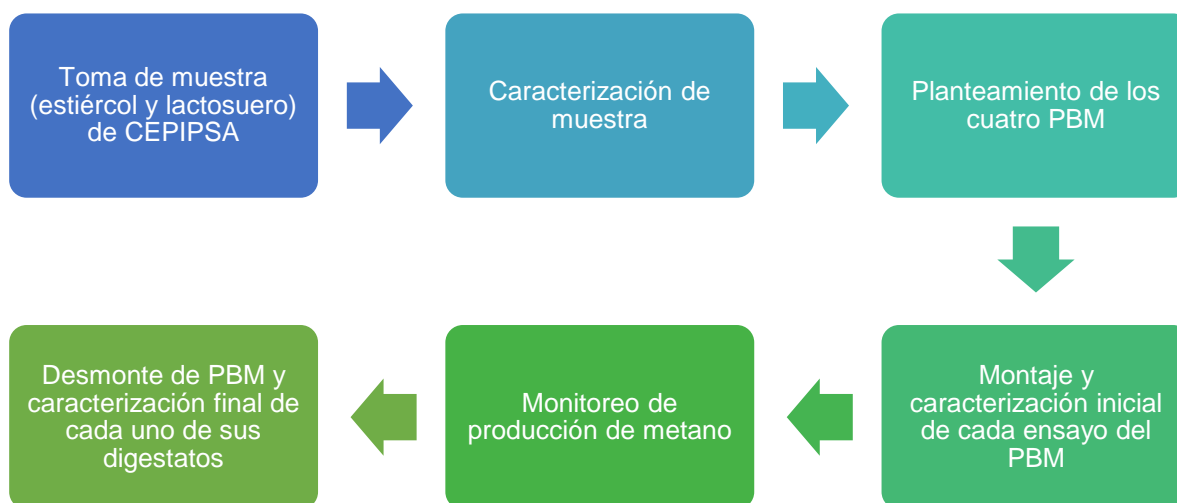 Toma de muestra
(estiércol y lactosuero)
de CEPIPSA
Caracterización de
muestra
Planteamiento de los
cuatro PBM
Montaje y
caracterización inicial
de cada ensayo del
PBM
Monitoreo de
producción de metano
Desmonte de PBM y
caracterización final de
cada uno de sus
digestatos